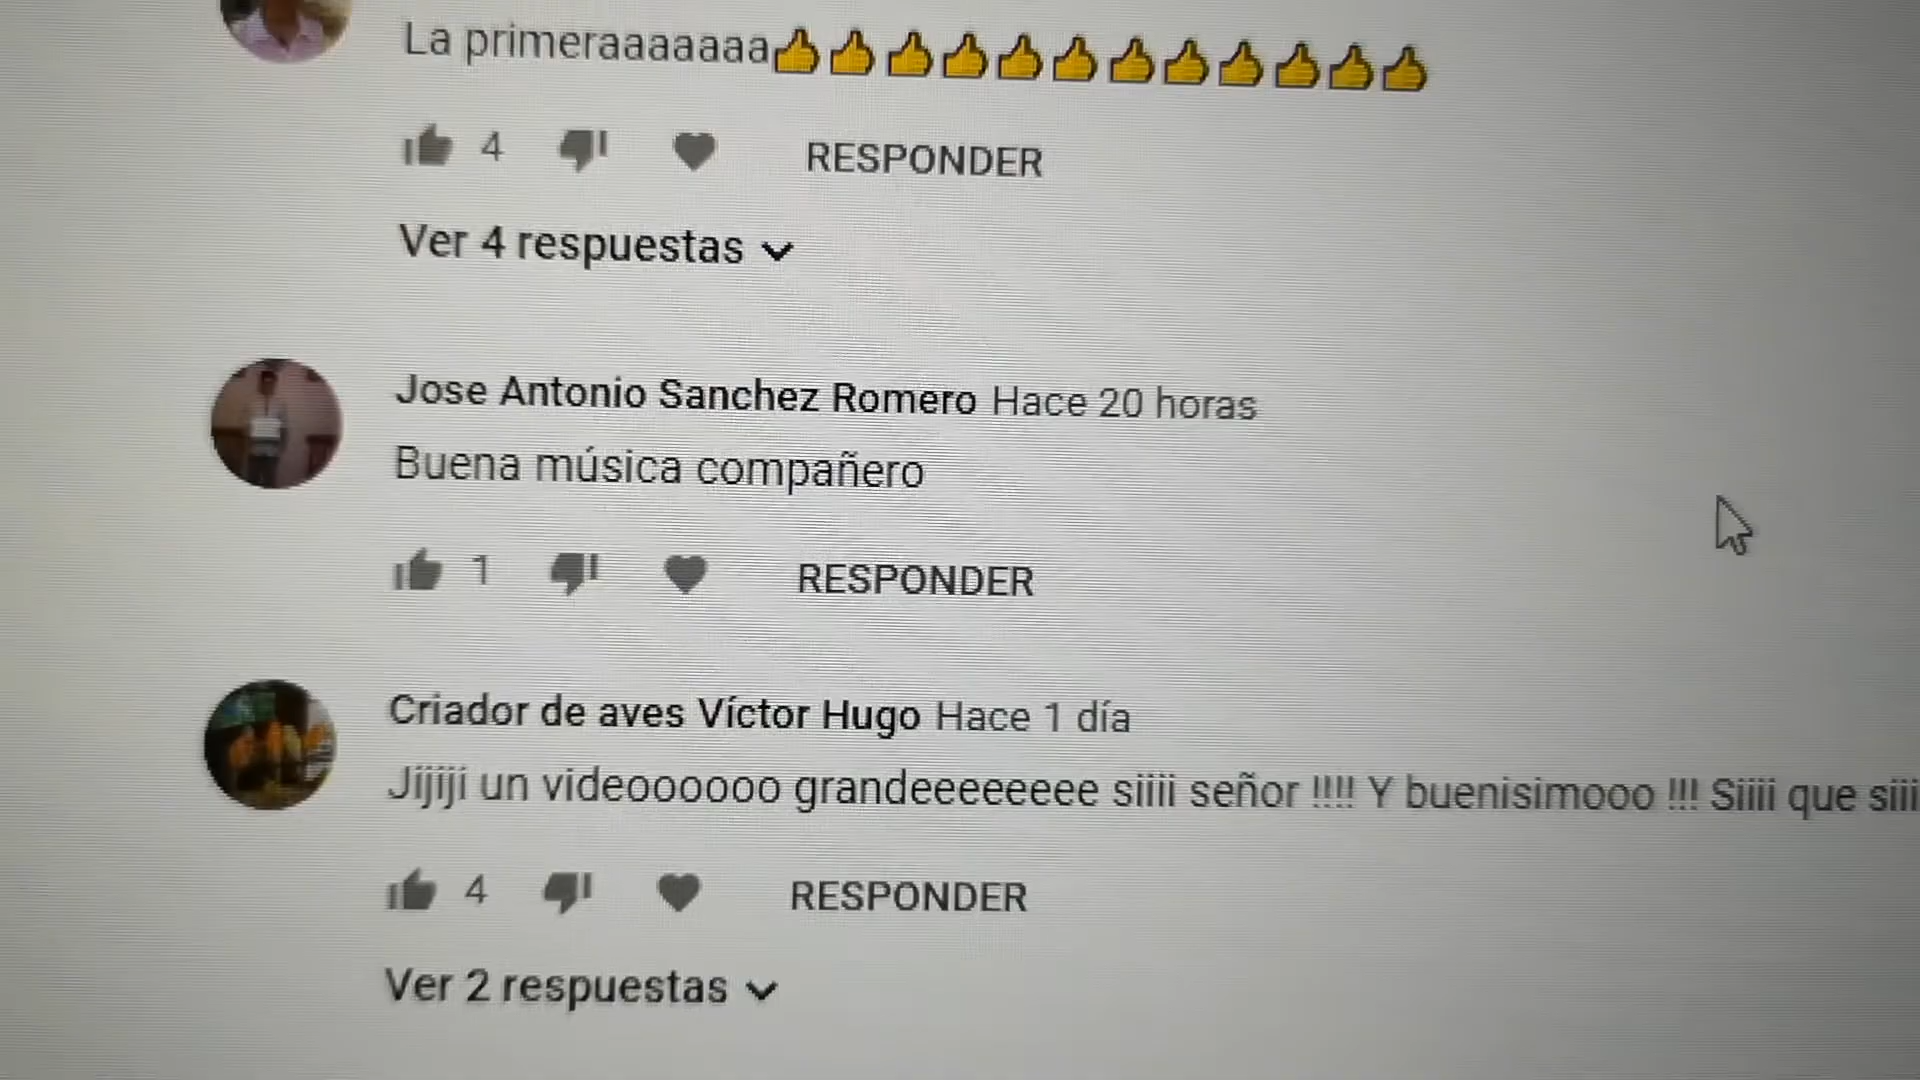 La primeraaaaaaa👍👍👍👍👍👍👍👍👍👍👍👍
4 RESPONDER
Ver 4 respuestas
Jose Antonio Sanchez Romero Hace 20 horas
Buena música compañero
1 RESPONDER
Criador de aves Víctor Hugo Hace 1 día
Jijiji un videoooooo grandeeeeeeee siiii señor !!!! Y buenisimooo !!! Siiii que siiii
4 RESPONDER
Ver 2 respuestas